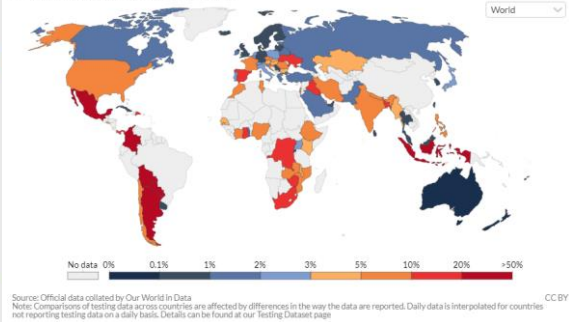 World
No data 0% 0.1% 1% 2% 3% 5% 10% 20% >50%
Source: Official data collated by Our World in Data
CC BY
Note: Comparisons of testing data across countries are affected by differences in the way the data are reported. Daily data is interpolated for countries
not reporting testing data on a daily basis. Details can be found at our Testing Dataset page